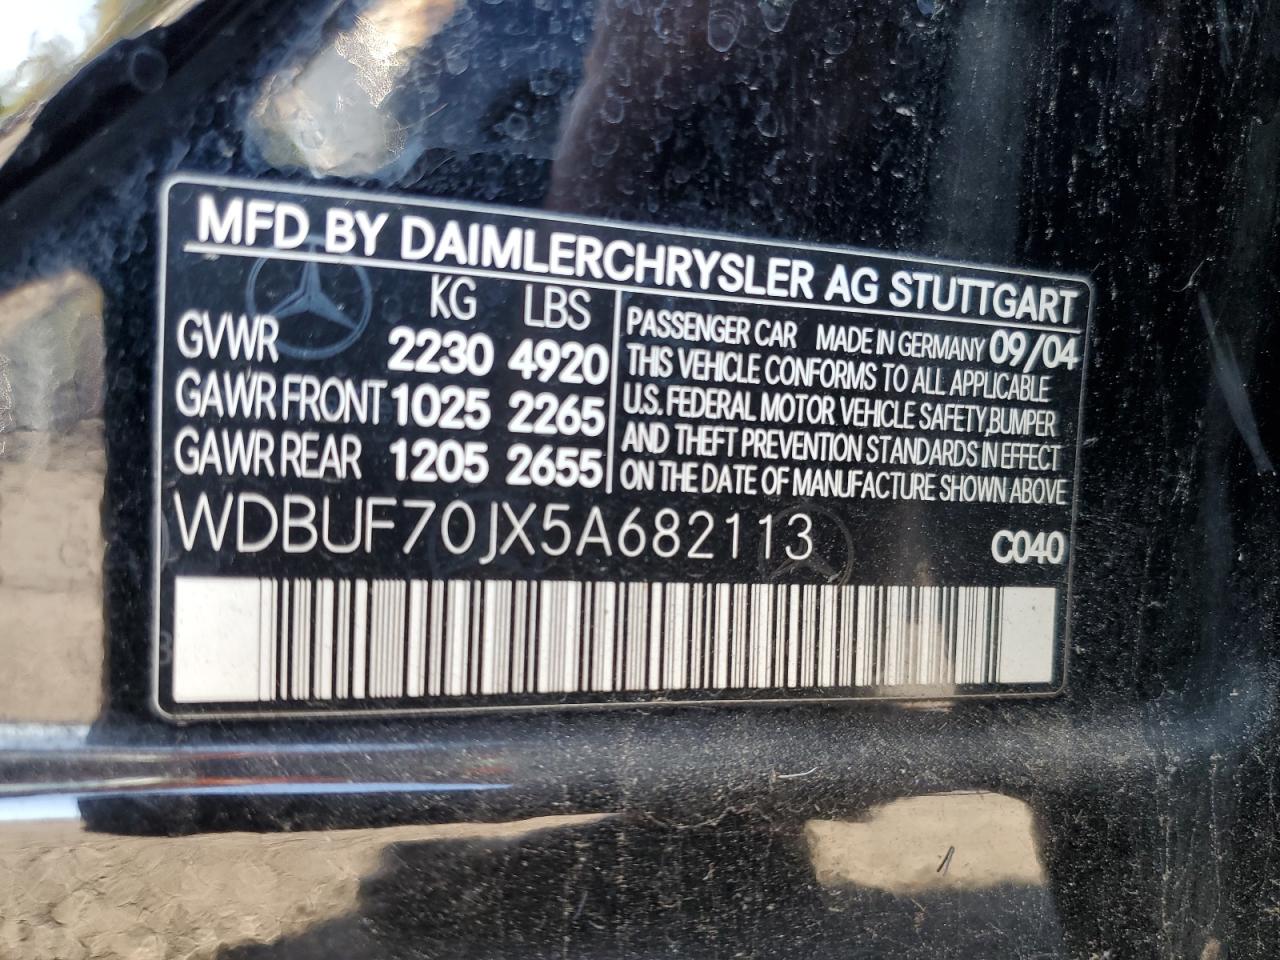 MFD BY DAIMLERCHRYSLER AG STUTTGART
KG LBS
GVWR 2230 4920
GAWR FRONT 1025 2265
GAWR REAR 1205 2655
PASSENGER CAR MADE IN GERMANY 09/04
THIS VEHICLE CONFORMS TO ALL APPLICABLE
U.S. FEDERAL MOTOR VEHICLE SAFETY, BUMPER
AND THEFT PREVENTION STANDARDS IN EFFECT
ON THE DATE OF MANUFACTURE SHOWN ABOVE
WDBUF70JX5A682113 C040